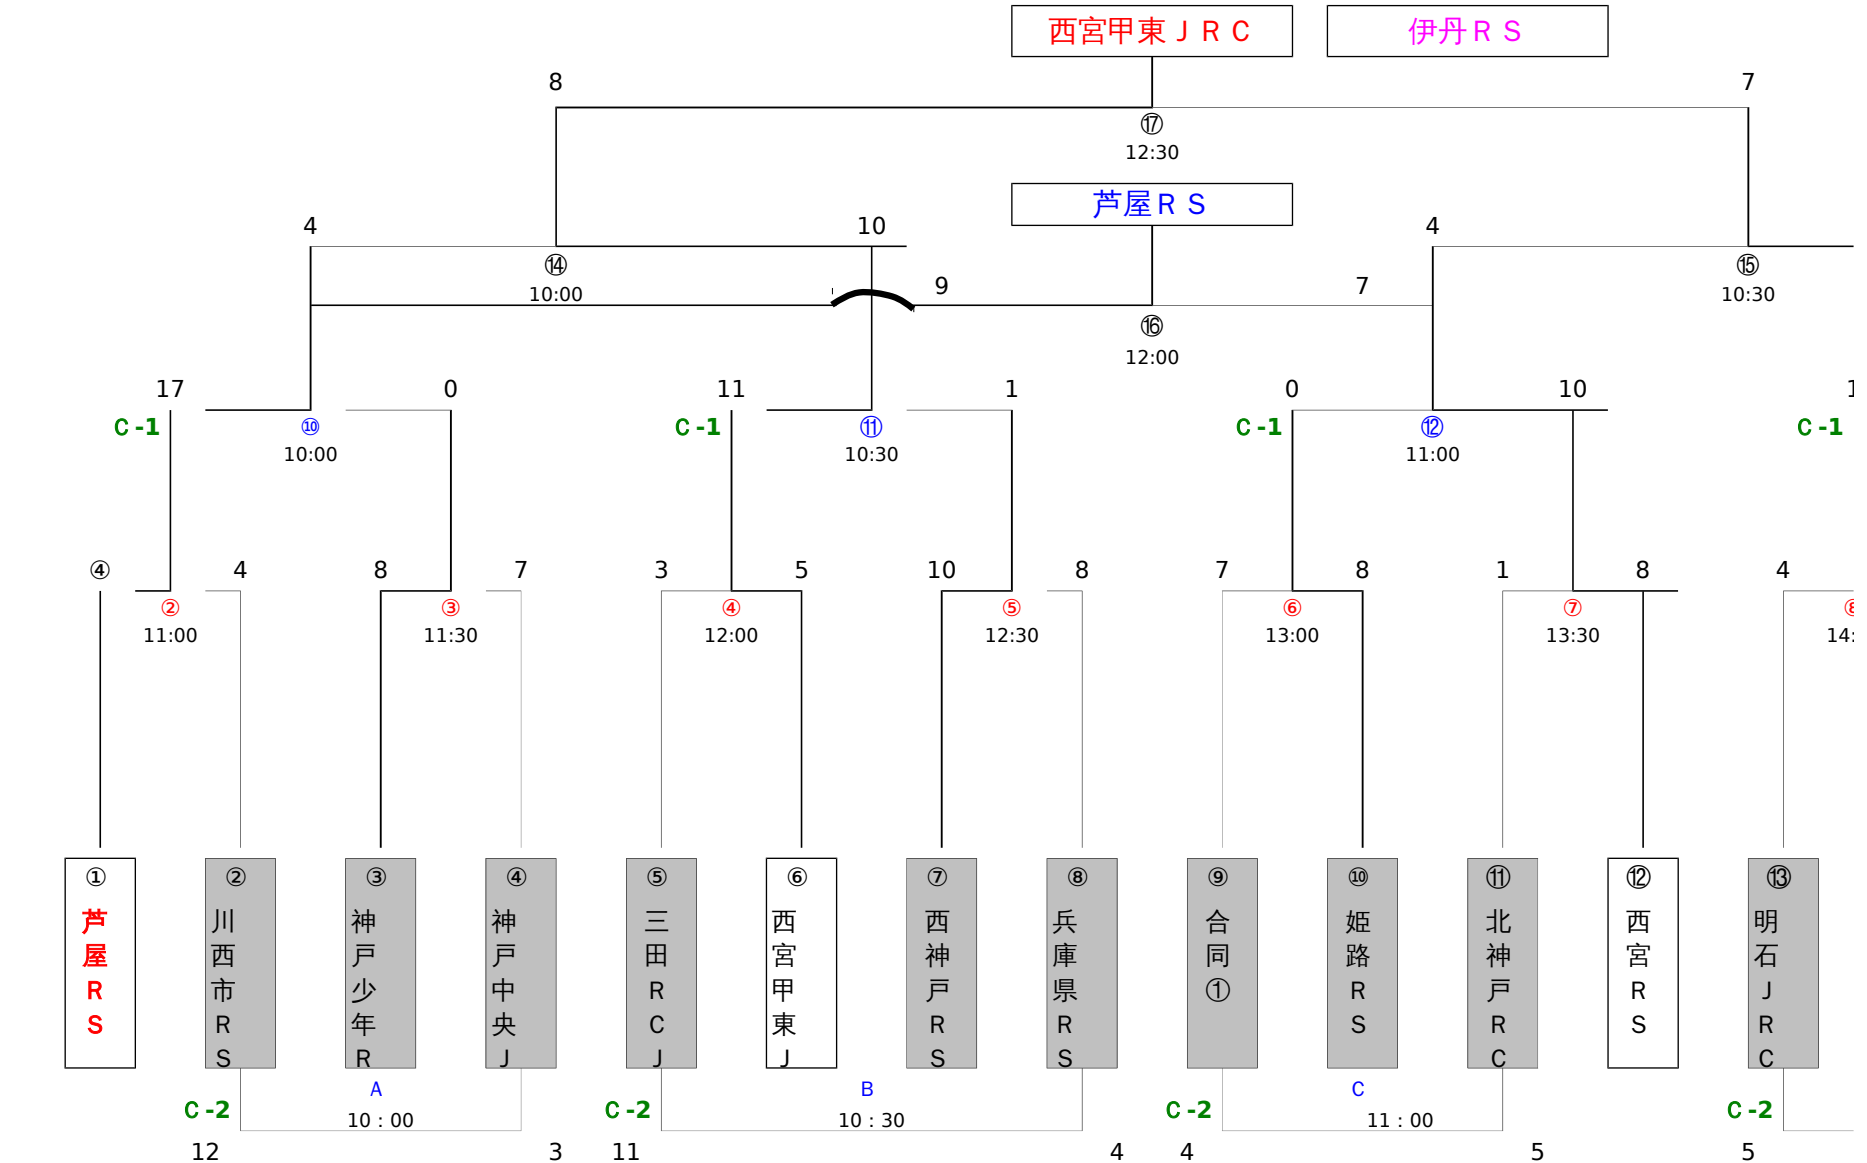 西宮甲東ＪＲＣ
伊丹ＲＳ
8
7
⑰
12:30
芦屋ＲＳ
4
10
4
⑭
10:00
⑮
10:30
9
7
⑯
12:00
17
0
11
1
0
10
Ｃ-1
⑩
10:00
Ｃ-1
⑪
10:30
Ｃ-1
⑫
11:00
Ｃ-1
④
4
8
7
3
5
10
8
7
8
1
8
4
②
11:00
③
11:30
④
12:00
⑤
12:30
⑥
13:00
⑦
13:30
①
芦屋ＲＳ
②
川西市ＲＳ
③
神戸少年Ｒ
④
神戸中央Ｊ
⑤
三田ＲＣＪ
⑥
西宮甲東Ｊ
⑦
西神戸ＲＳ
⑧
兵庫県ＲＳ
⑨
合同①
⑩
姫路ＲＳ
⑪
北神戸ＲＣ
⑫
西宮ＲＳ
⑬
明石ＪＲＣ
Ｃ-2
Ａ
10：00
Ｃ-2
Ｂ
10：30
Ｃ-2
Ｃ
11：00
Ｃ-2
12
3
11
4
4
5
5